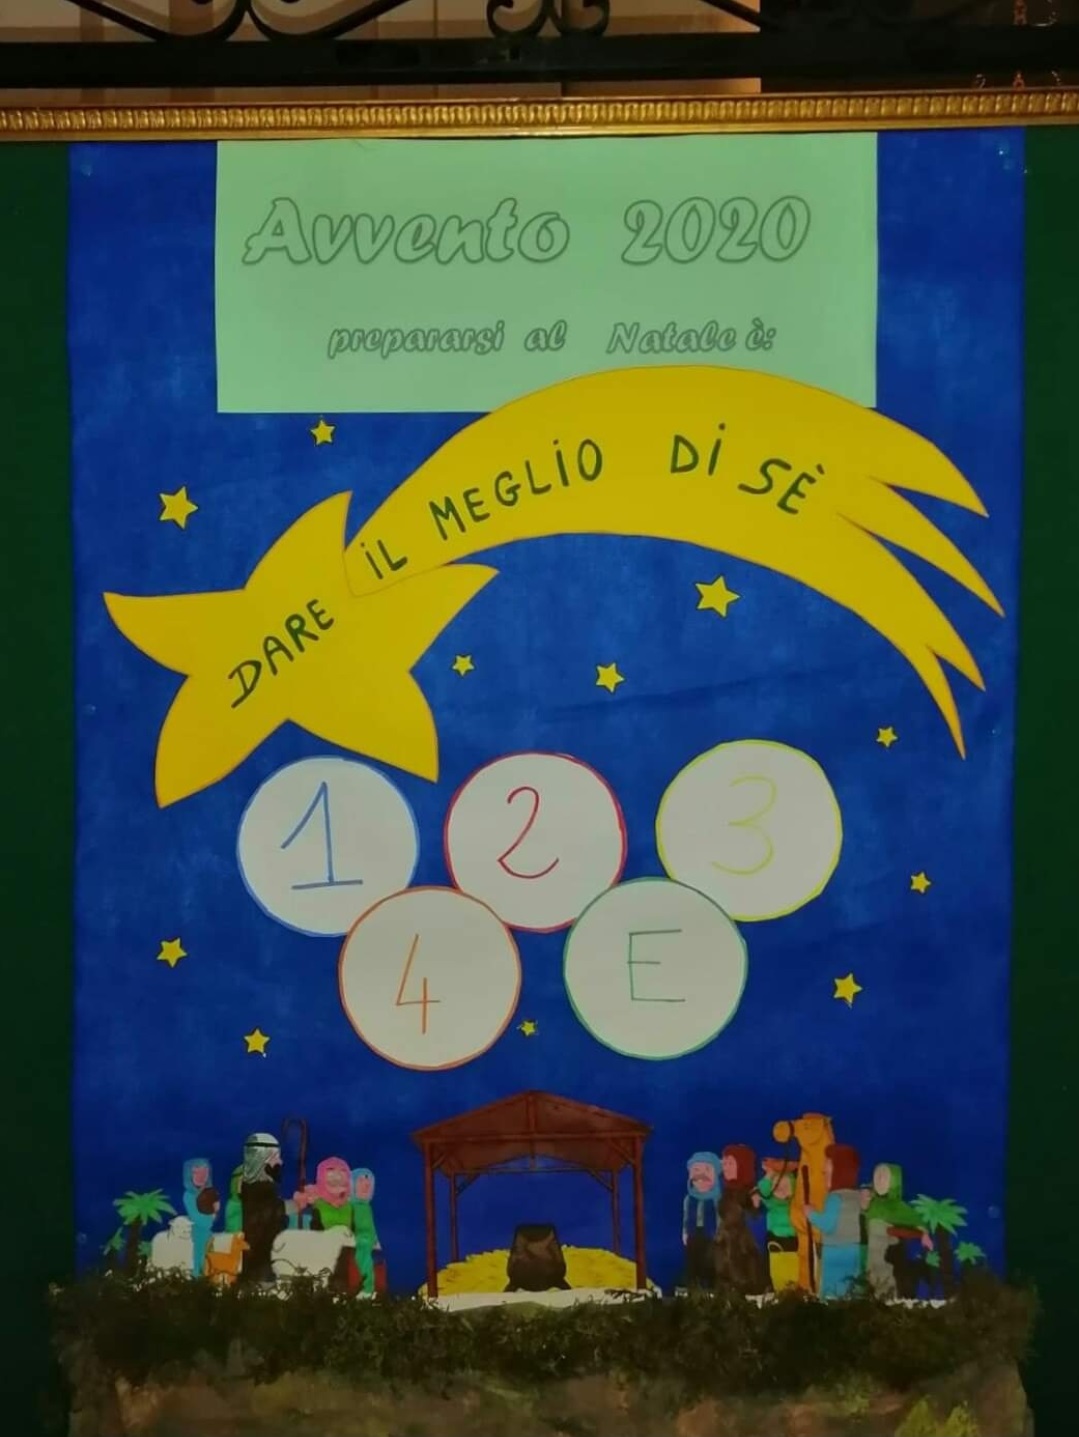 Avvento 2020
prepararsi al Natale è:
DARE iL MEGLiO Di SÈ
1 2 3
4 E